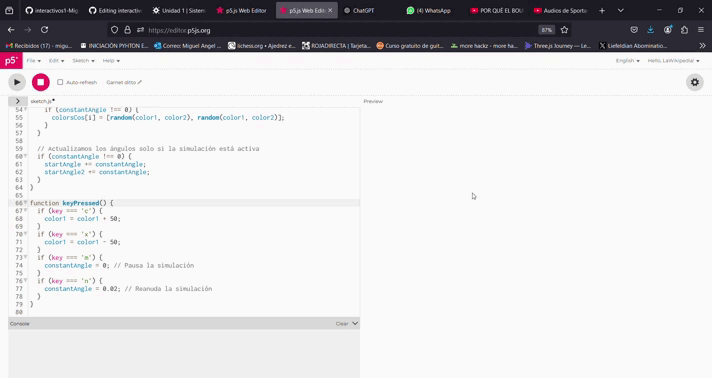 interactivos1-Mig
Editing interactiv
Unidad 1 | Sistem
p5.js Web Editor
p5.js Web Edit
ChatGPT
(4) WhatsApp
POR QUÉ EL BOU
Audios de Sporti
https://editor.p5js.org
87%
Recibidos (17) - migu...
INICIACIÓN PYHTON E...
Correo: Miguel Angel ...
lichess.org • Ajedrez e...
ROJADIRECTA | Tarjeta...
Curso gratuito de guit...
more hackz - more ha...
Three.js Journey — Le...
Liefeldian Abominatio...
p5*
File
Edit
Sketch
Help
English
Hello, LaWikipedia!
Auto-refresh
Garnet ditto
sketch.js
Preview
54 if (constantAngle !== 0) {
55 colorsCos[i] = [random(color1, color2), random(color1, color2)];
56 }
57 }
58
59 // Actualizamos los ángulos solo si la simulación está activa
60 if (constantAngle !== 0) {
61 startAngle += constantAngle;
62 startAngle2 += constantAngle;
63 }
64 }
65
66 function keyPressed() {
67 if (key === 'c') {
68 color1 = color1 + 50;
69 }
70 if (key === 'x') {
71 color1 = color1 - 50;
72 }
73 if (key === 'm') {
74 constantAngle = 0; // Pausa la simulación
75 }
76 if (key === 'n') {
77 constantAngle = 0.02; // Reanuda la simulación
78 }
79 }
80
Console
Clear